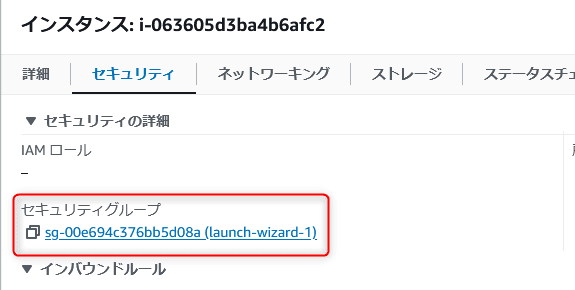 インスタンス: i-063605d3ba4b6afc2
詳細 セキュリティ ネットワーキング ストレージ ステータスチェ
▼ セキュリティの詳細
IAM ロール
–
セキュリティグループ
sg-00e694c376bb5d08a (launch-wizard-1)
▼ インバウンドルール